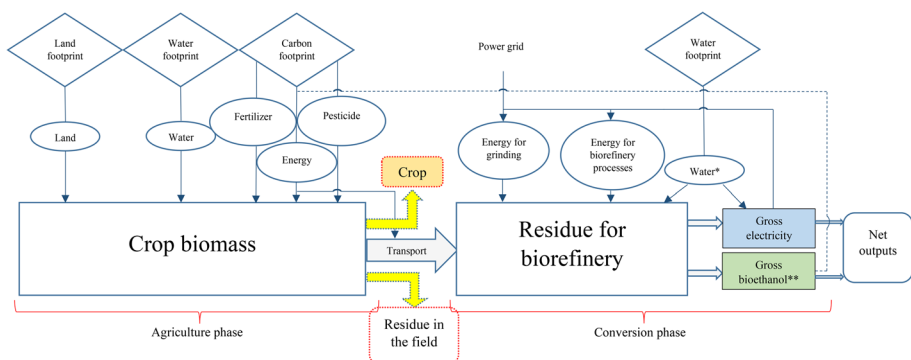 Land
footprint
Water
footprint
Carbon
footprint
Power grid
Water
footprint
Land
Water
Fertilizer
Pesticide
Energy
Energy for
grinding
Energy for
biorefinery
processes
Water*
Crop
Crop biomass
Transport
Residue for
biorefinery
Gross
electricity
Gross
bioethanol**
Net
outputs
Agriculture phase
Residue in
the field
Conversion phase